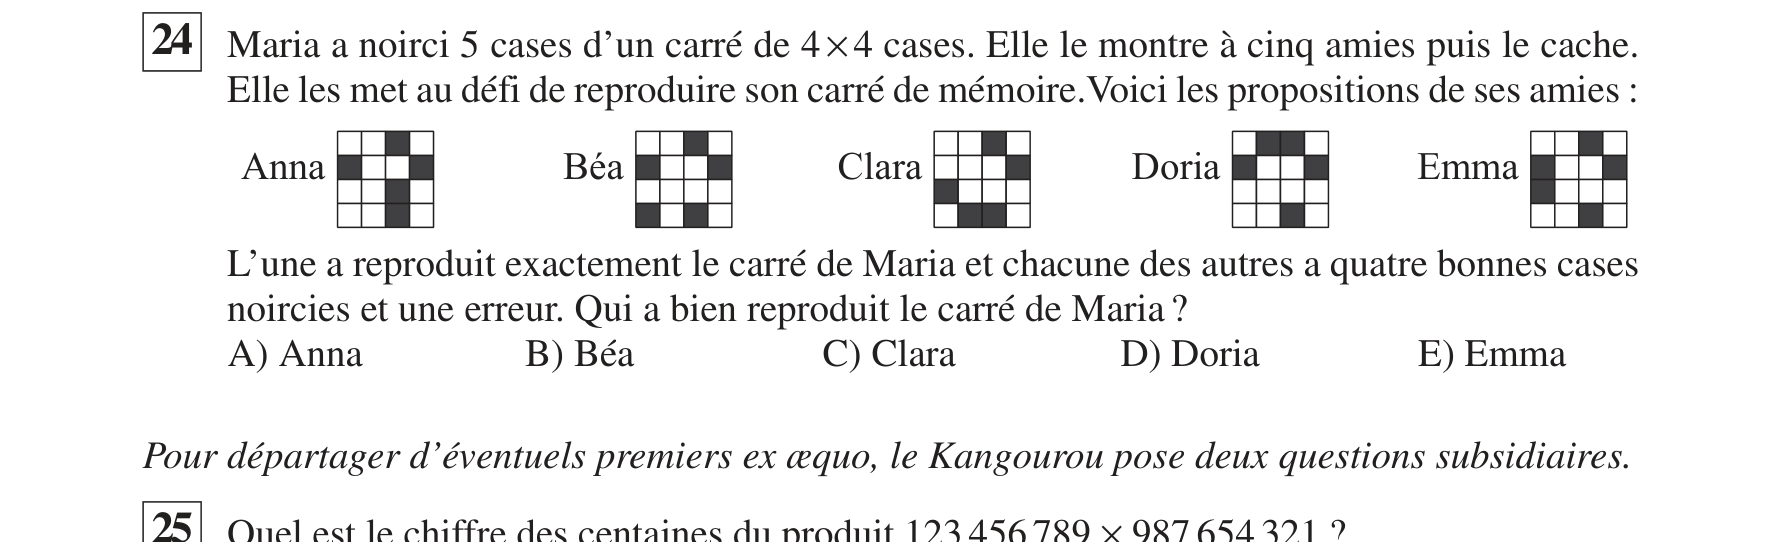 24 Maria a noirci 5 cases d’un carré de 4×4 cases. Elle le montre à cinq amies puis le cache.
Elle les met au défi de reproduire son carré de mémoire.Voici les propositions de ses amies :
Anna Béa Clara Doria Emma
L’une a reproduit exactement le carré de Maria et chacune des autres a quatre bonnes cases
noircies et une erreur. Qui a bien reproduit le carré de Maria ?
A) Anna B) Béa C) Clara D) Doria E) Emma
Pour départager d’éventuels premiers ex æquo, le Kangourou pose deux questions subsidiaires.
25 Quel est le chiffre des centaines du produit 123 456 789 × 987 654 321 ?